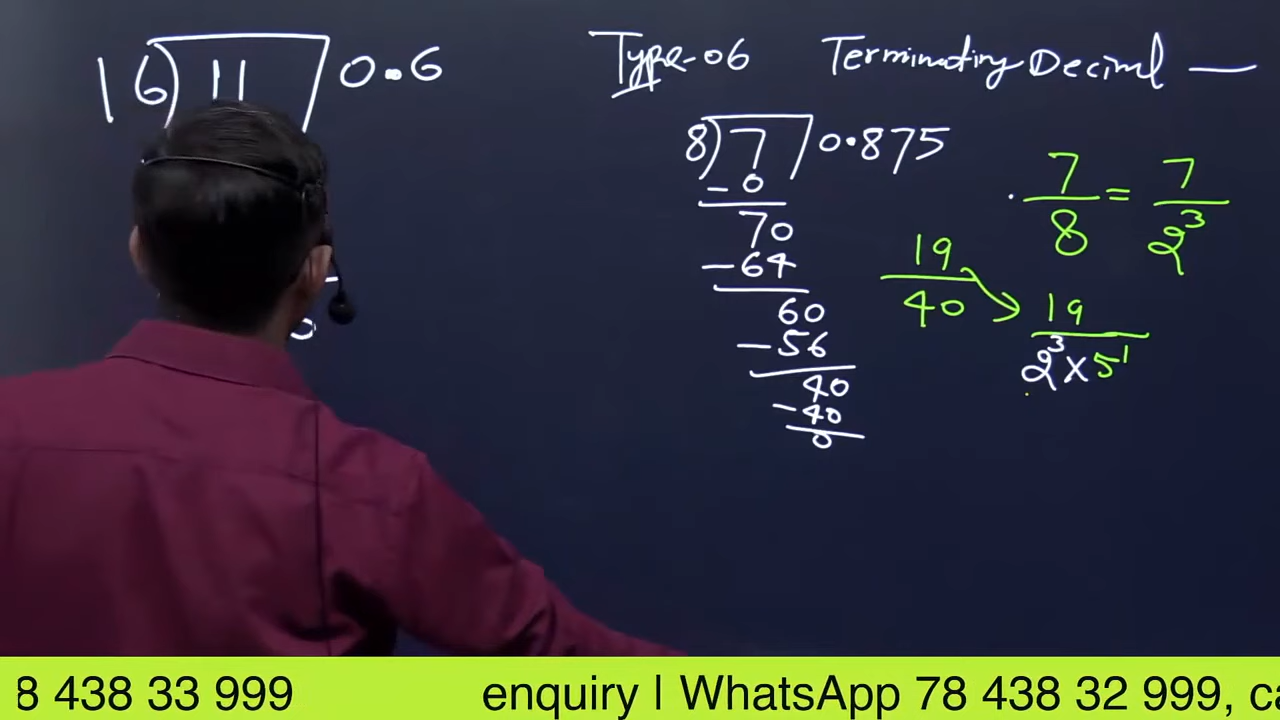 16) 11 0.6
Type-06 Terminating Decimal —
8) 7 0.875
- 0
70
- 64
60
- 56
40
- 40
0
7/8 = 7/2³
19/40 → 19/2³×5¹
8 438 33 999 enquiry | WhatsApp 78 438 32 999, ca